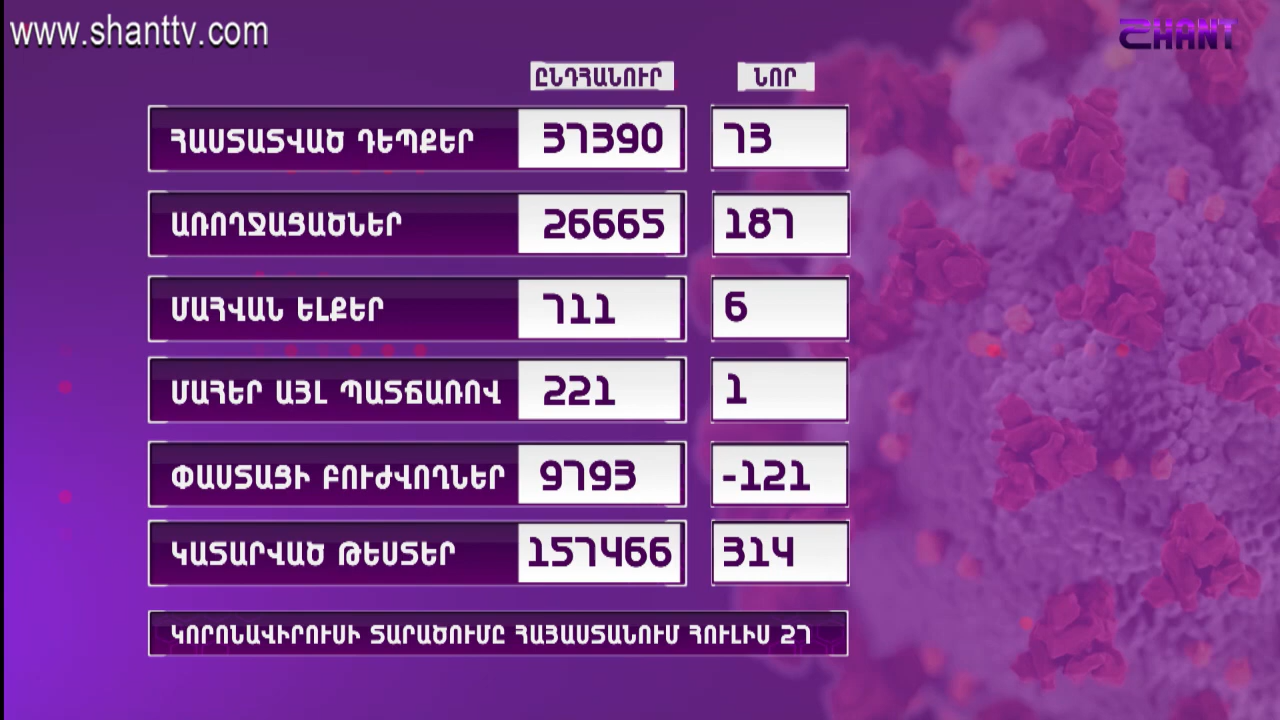 www.shanttv.com
SHANT
ԸՆԴՀԱՆՈՒՐ ՆՈՐ
ՀԱՍՏԱՏՎԱԾ ԴԵՊՔԵՐ 37390 73
ԱՌՈՂՋԱՑԱԾՆԵՐ 26665 187
ՄԱՀՎԱՆ ԵԼՔԵՐ 711 6
ՄԱՀԵՐ ԱՅԼ ՊԱՏՃԱՌՈՎ 221 1
ՓԱՍՏԱՑԻ ԲՈՒԺՎՈՂՆԵՐ 9793 -121
ԿԱՏԱՐՎԱԾ ԹԵՍՏԵՐ 157466 314
ԿՈՐՈՆԱՎԻՐՈՒՍԻ ՏԱՐԱԾՈՒՄԸ ՀԱՅԱՍՏԱՆՈՒՄ ՀՈՒԼԻՍ 27